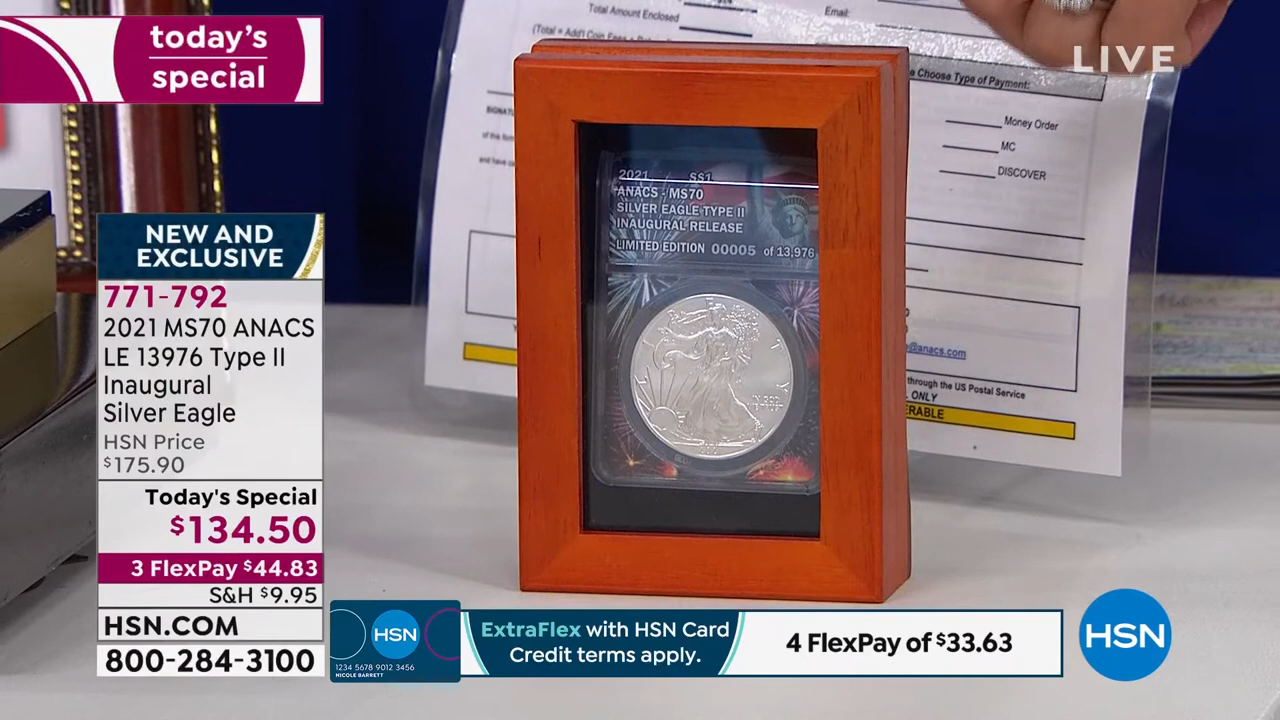 today's
special
LIVE
Total Amount Enclosed
Email:
e Choose Type of Payment:
Money Order
MC
DISCOVER
@anacs.com
through the US Postal Service
ONLY
ERABLE
2021 SS1
ANACS - MS70
SILVER EAGLE TYPE II
INAUGURAL RELEASE
LIMITED EDITION 00005 of 13,976
NEW AND
EXCLUSIVE
771-792
2021 MS70 ANACS
LE 13976 Type II
Inaugural
Silver Eagle
HSN Price
$175.90
Today's Special
$134.50
3 FlexPay $44.83
S&H $9.95
HSN.COM
800-284-3100
HSN
1234 5678 9012 3456
NICOLE BARRETT
ExtraFlex with HSN Card
Credit terms apply.
4 FlexPay of $33.63
HSN